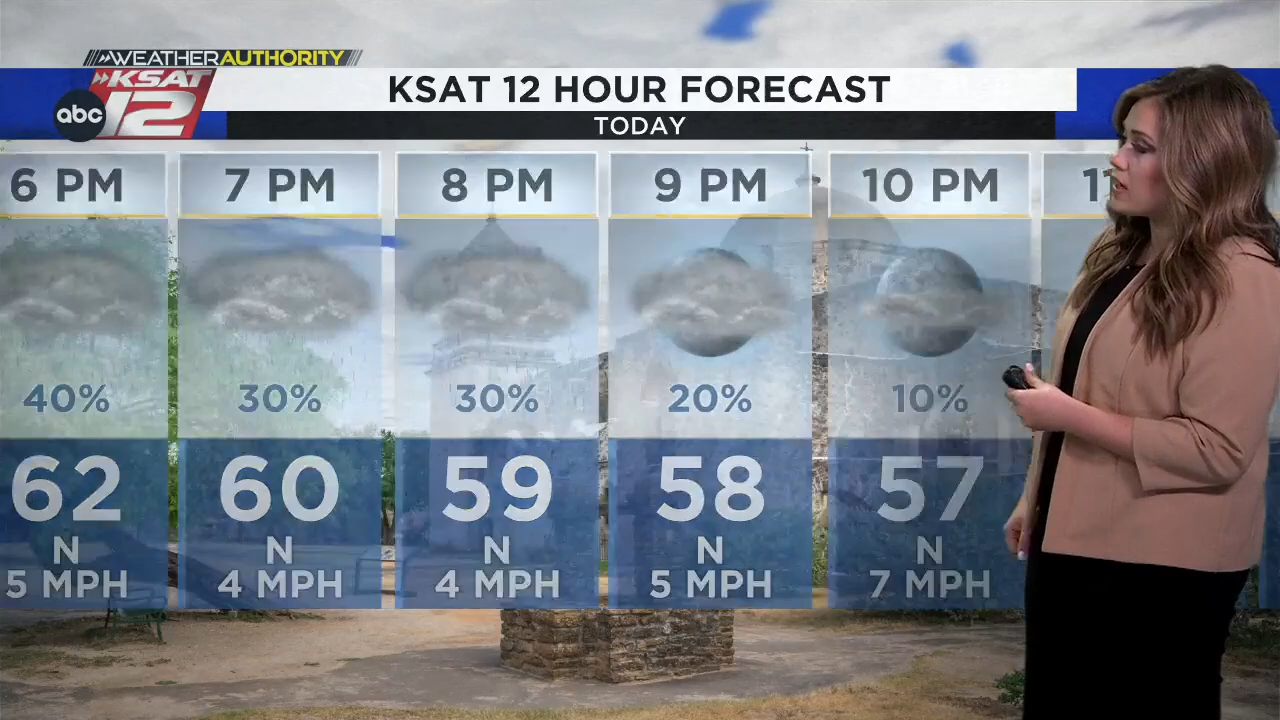 WEATHERAUTHORITY
KSAT
abc
12
KSAT 12 HOUR FORECAST
TODAY
6 PM
7 PM
8 PM
9 PM
10 PM
11
40%
30%
30%
20%
10%
62
60
59
58
57
N
N
N
N
N
5 MPH
4 MPH
4 MPH
5 MPH
7 MPH